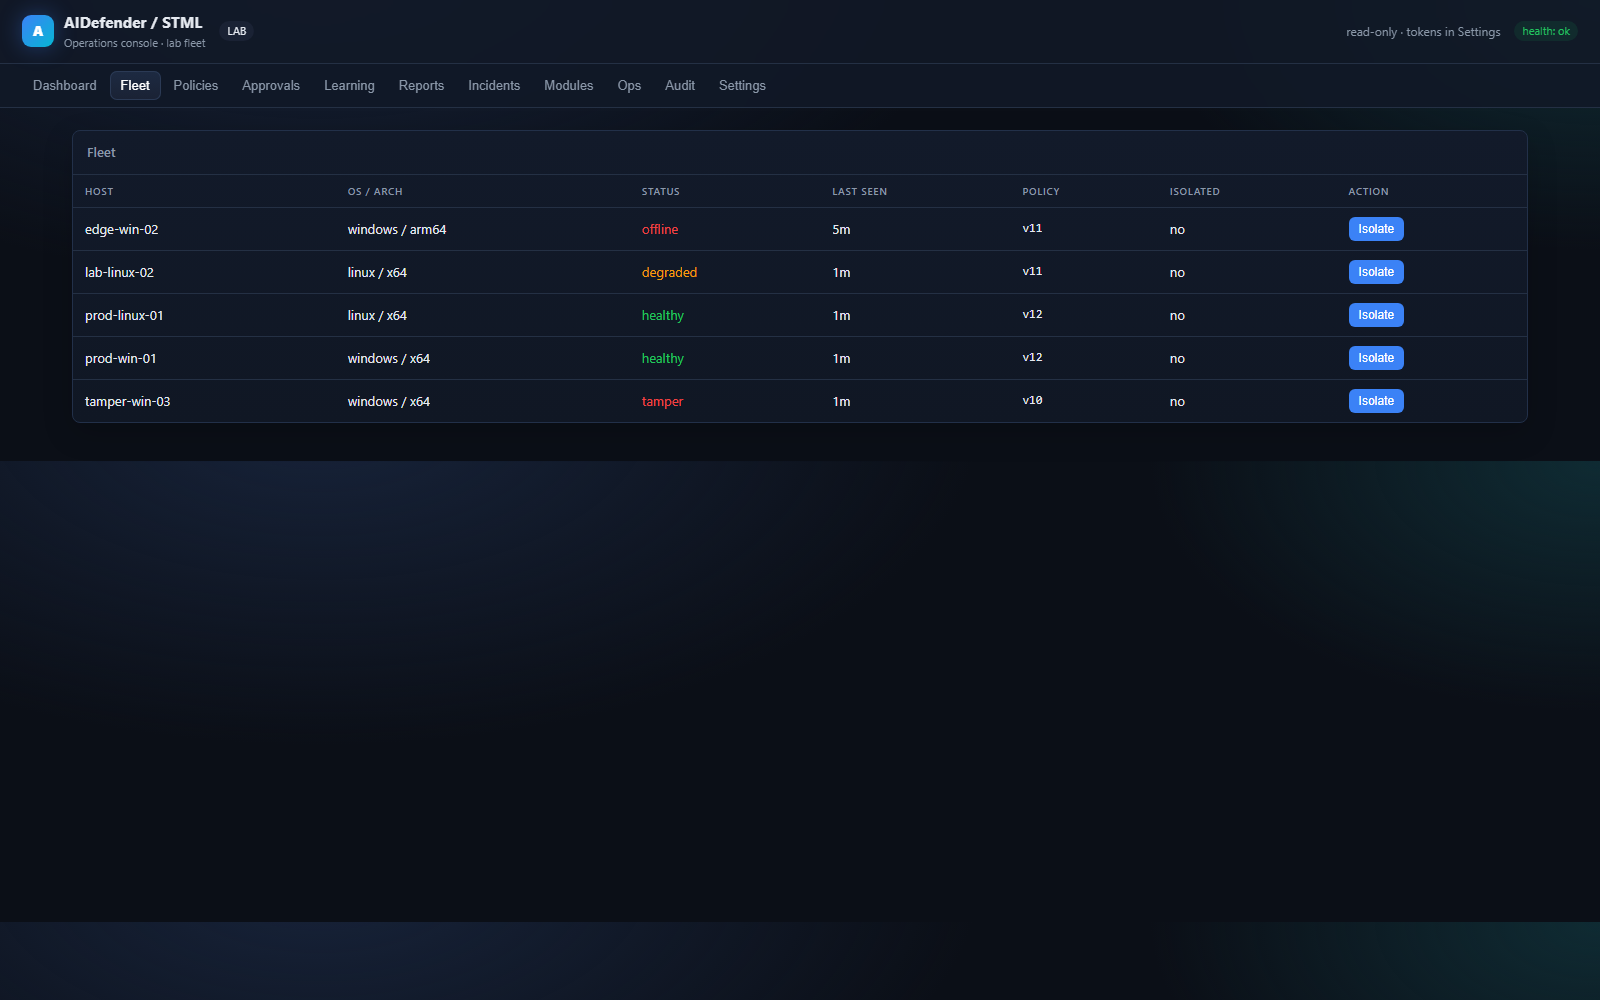 A
AIDefender / STML
Operations console · lab fleet
LAB
read-only · tokens in Settings
health: ok
Dashboard Fleet Policies Approvals Learning Reports Incidents Modules Ops Audit Settings
Fleet
HOST OS / ARCH STATUS LAST SEEN POLICY ISOLATED ACTION
edge-win-02 windows / arm64 offline 5m v11 no Isolate
lab-linux-02 linux / x64 degraded 1m v11 no Isolate
prod-linux-01 linux / x64 healthy 1m v12 no Isolate
prod-win-01 windows / x64 healthy 1m v12 no Isolate
tamper-win-03 windows / x64 tamper 1m v10 no Isolate